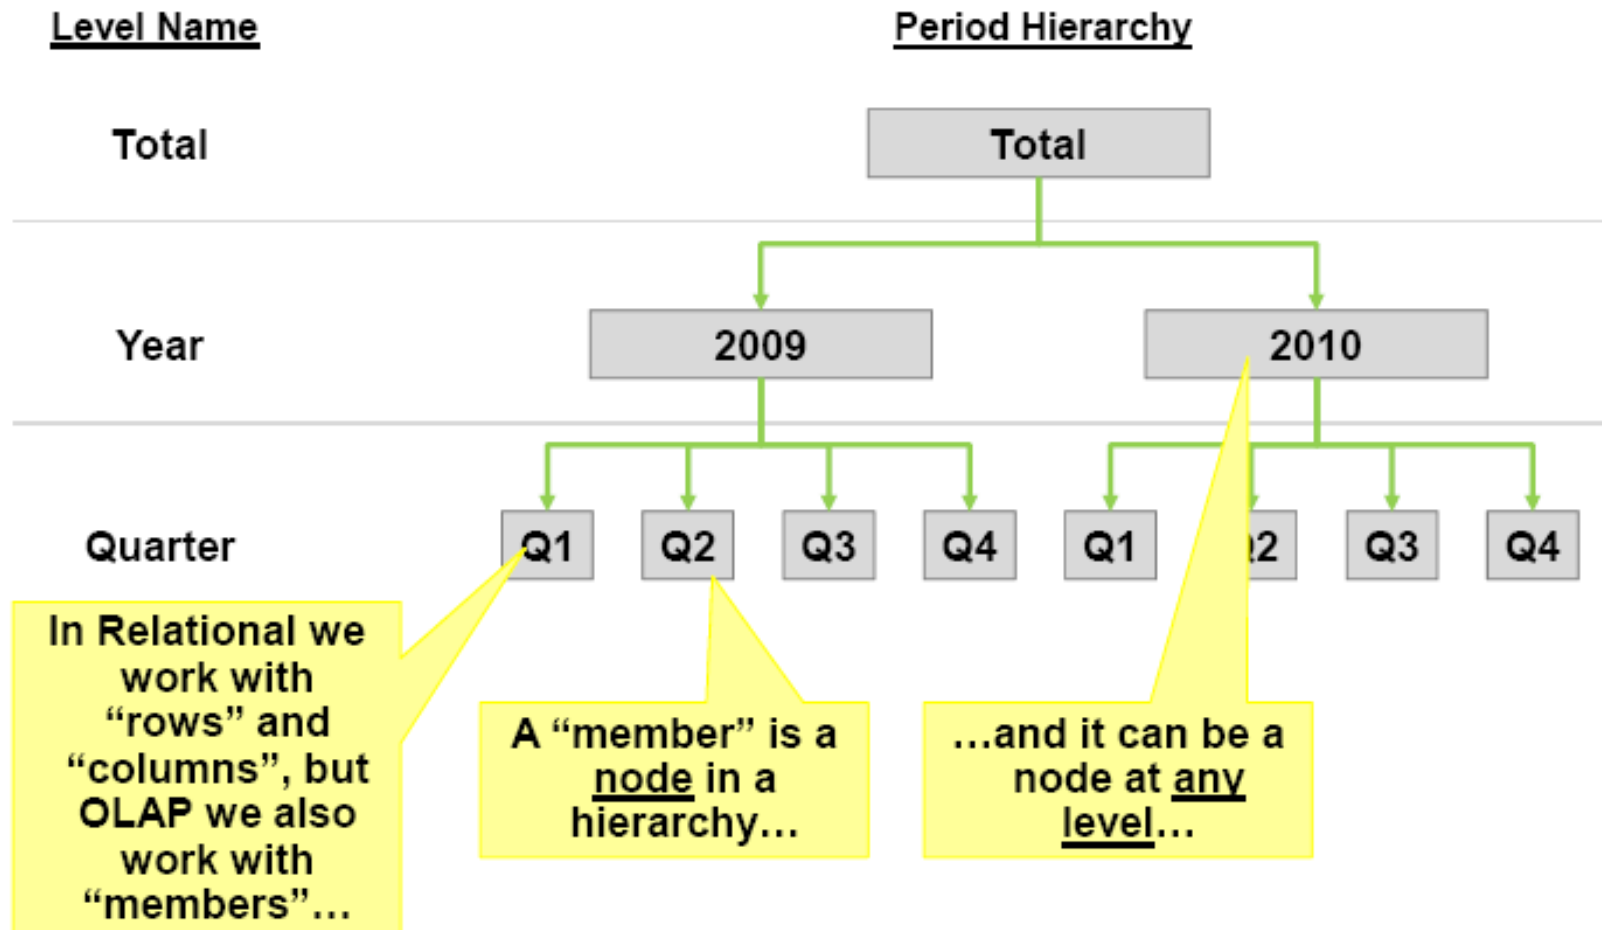 Level Name
Period Hierarchy
Total
Total
Year
2009
2010
Quarter
Q1
Q2
Q3
Q4
Q1
2
Q3
Q4
In Relational we
work with
“rows” and
“columns”, but
OLAP we also
work with
“members”...
A “member” is a
node in a
hierarchy...
...and it can be a
node at any
level...